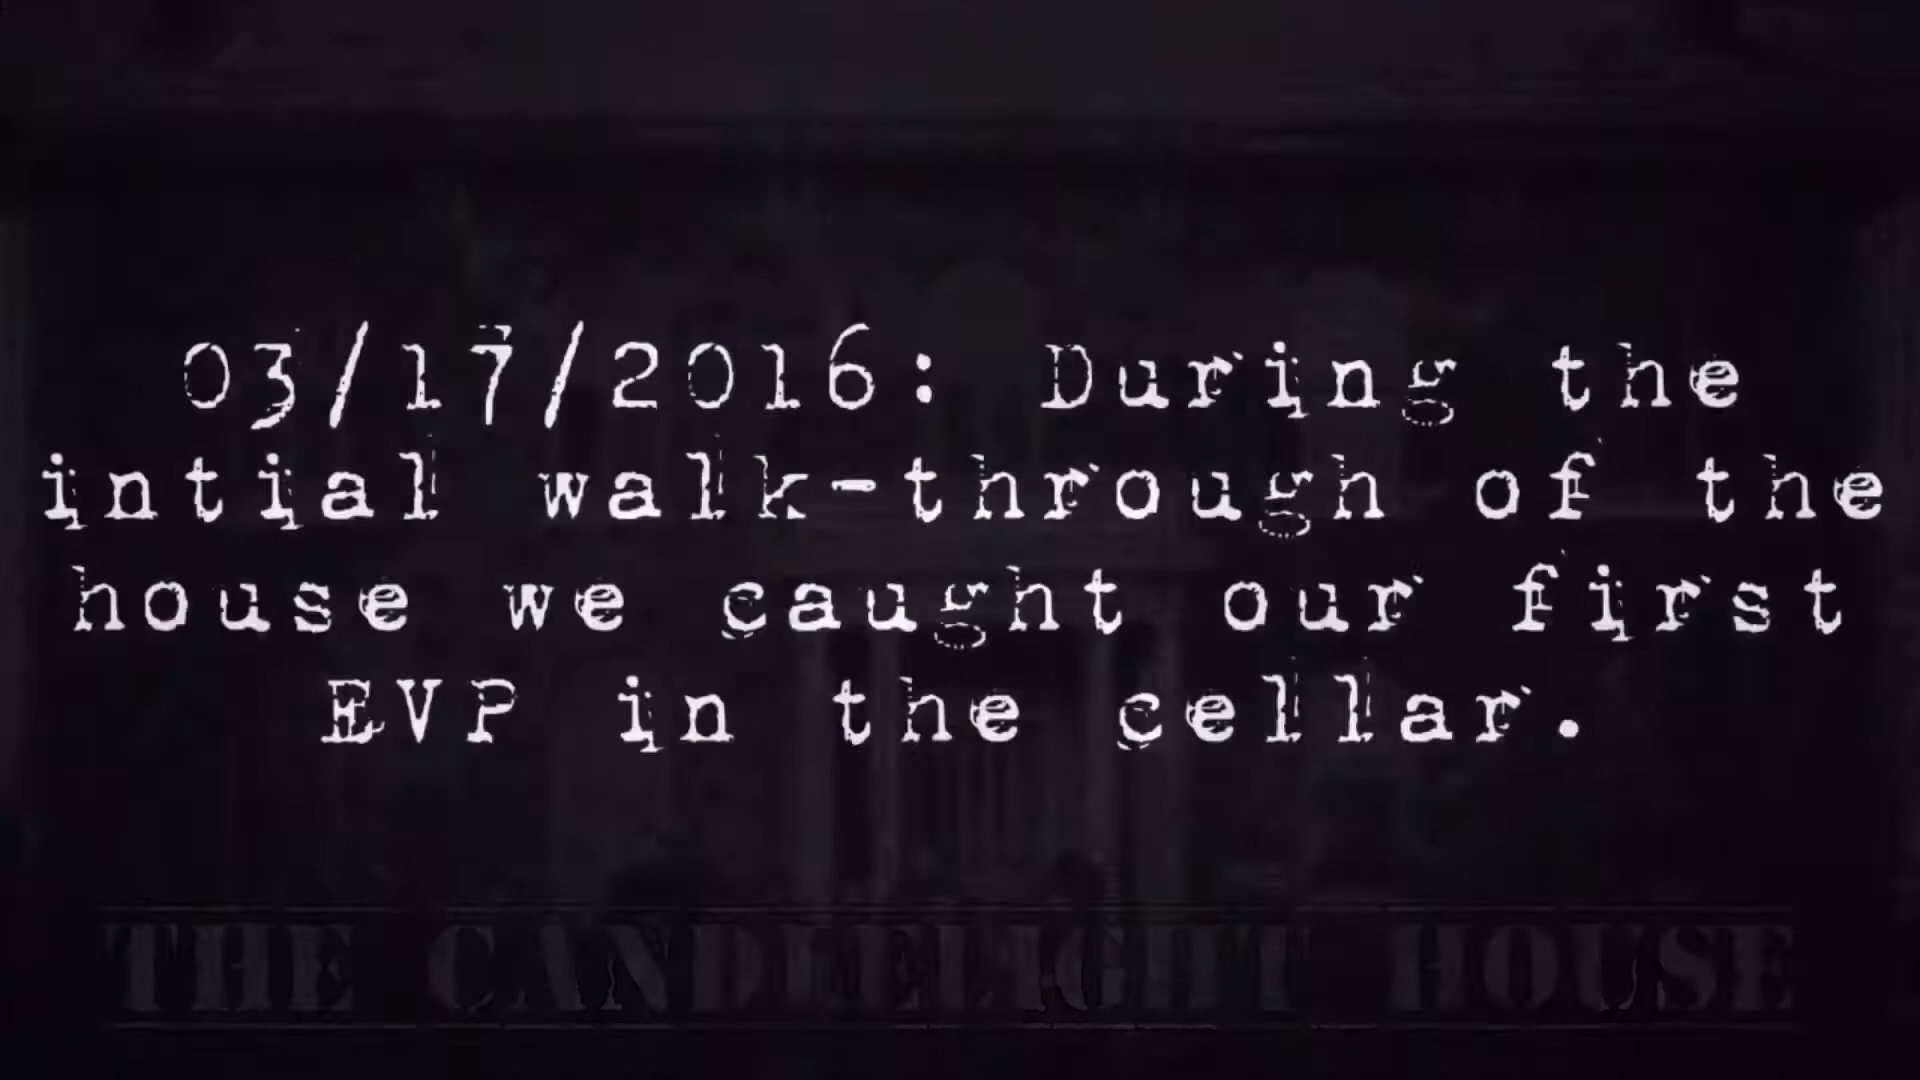 03/17/2016: During the
intial walk-through of the
house we caught our first
EVP in the cellar.
THE CANDLELIGHT HOUSE